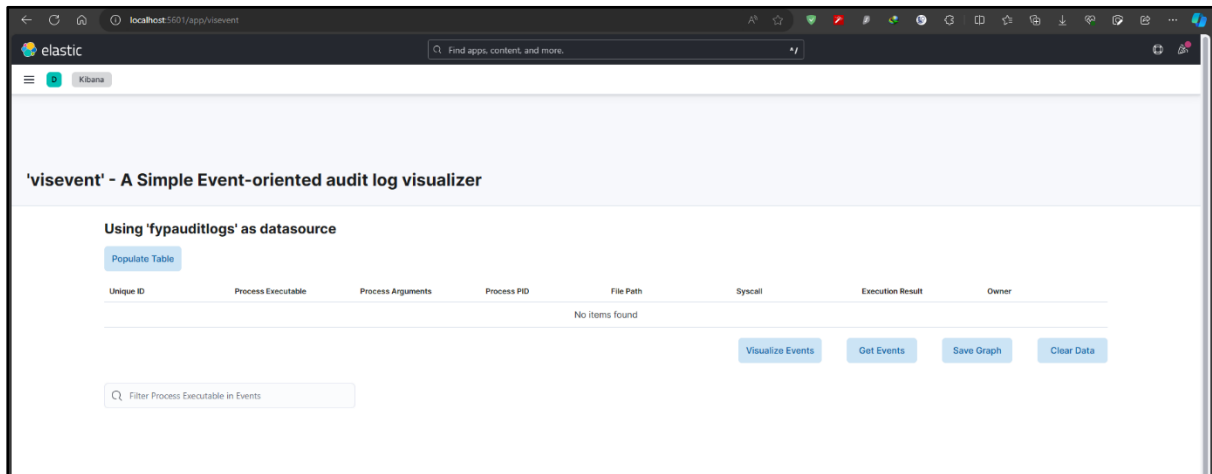 localhost:5601/app/visevent
elastic
Find apps, content, and more.
^/
D
Kibana
'visevent' - A Simple Event-oriented audit log visualizer
Using 'fypauditlogs' as datasource
Populate Table
Unique ID Process Executable Process Arguments Process PID File Path Syscall Execution Result Owner
No items found
Visualize Events Get Events Save Graph Clear Data
Filter Process Executable in Events